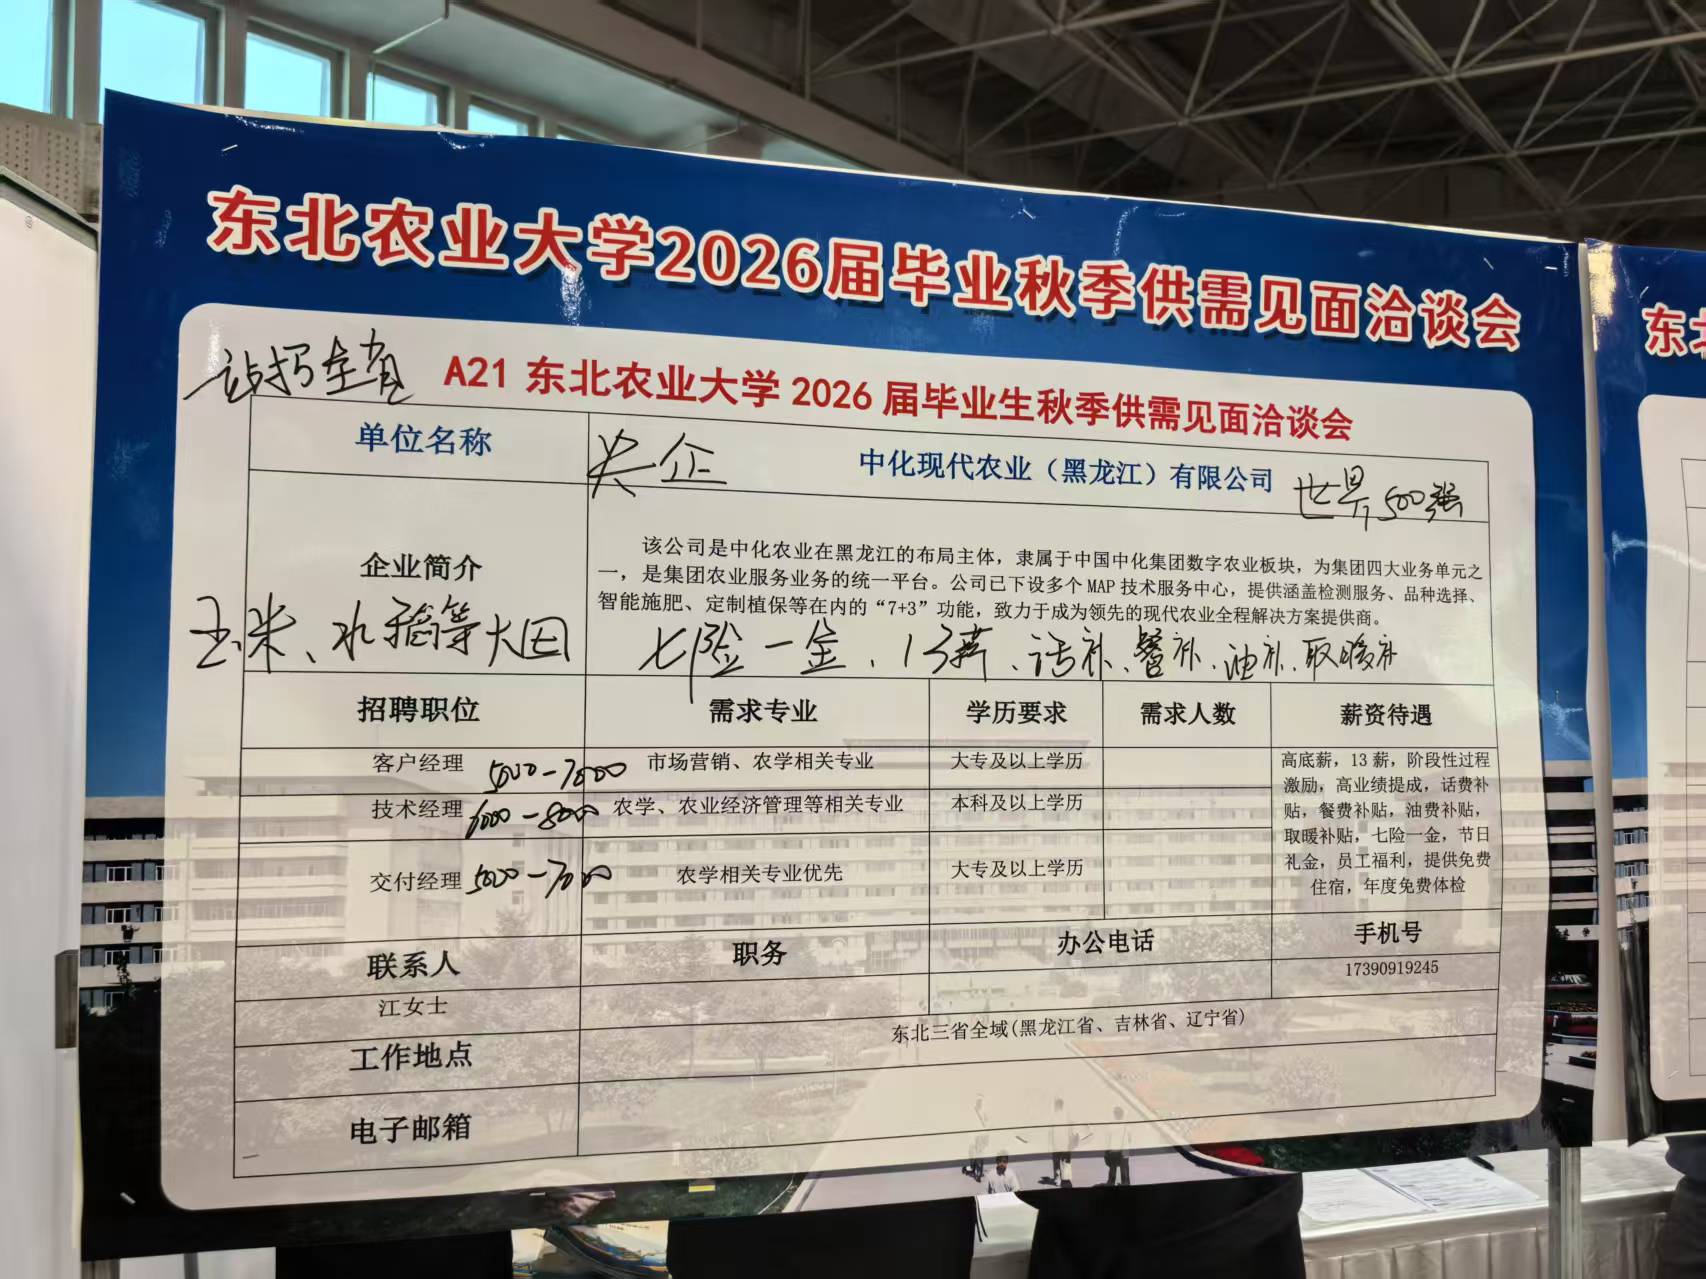 东北农业大学2026届毕业秋季供需见面洽谈会
A21 东北农业大学 2026 届毕业生秋季供需见面洽谈会
单位名称
央企
中化现代农业（黑龙江）有限公司
世界500强
企业简介
该公司是中化农业在黑龙江的布局主体，隶属于中国中化集团数字农业板块，为集团四大业务单元之
一，是集团农业服务业务的统一平台。公司已下设多个 MAP 技术服务中心，提供涵盖检测服务、品种选择、
智能施肥、定制植保等在内的“7+3”功能，致力于成为领先的现代农业全程解决方案提供商。
玉米、水稻等大田
七险一金、13薪、话补、餐补、油补、取暖补
招聘职位 需求专业 学历要求 需求人数 薪资待遇
客户经理 5000-7000 市场营销、农学相关专业 大专及以上学历
技术经理 6000-8000 农学、农业经济管理等相关专业 本科及以上学历
交付经理 5000-7000 农学相关专业优先 大专及以上学历
高底薪，13 薪，阶段性过程
激励，高业绩提成，话费补
贴，餐费补贴，油费补贴，
取暖补贴，七险一金，节日
礼金，员工福利，提供免费
住宿，年度免费体检
联系人 职务 办公电话 手机号
江女士 17390919245
工作地点 东北三省全域(黑龙江省、吉林省、辽宁省)
电子邮箱
东北